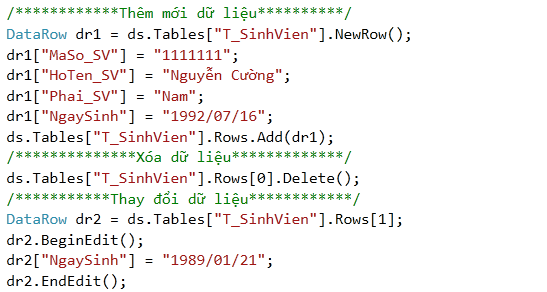 /************Thêm mới dữ liệu**********/
DataRow dr1 = ds.Tables["T_SinhVien"].NewRow();
dr1["MaSo_SV"] = "1111111";
dr1["HoTen_SV"] = "Nguyễn Cường";
dr1["Phai_SV"] = "Nam";
dr1["NgaySinh"] = "1992/07/16";
ds.Tables["T_SinhVien"].Rows.Add(dr1);
/**************Xóa dữ liệu*************/
ds.Tables["T_SinhVien"].Rows[0].Delete();
/***********Thay đổi dữ liệu************/
DataRow dr2 = ds.Tables["T_SinhVien"].Rows[1];
dr2.BeginEdit();
dr2["NgaySinh"] = "1989/01/21";
dr2.EndEdit();